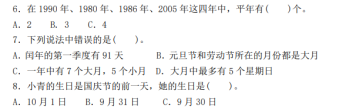 6．在 1990 年、1980 年、1986 年、2005 年这四年中，平年有(　　)个。
A．2　B. 3　C．4
7．下列说法中错误的是(　　)。
A．闰年的第一季度有 91 天　B．元旦节和劳动节所在的月份都是大月
C．一年中有 7 个大月，5 个小月　D．大月中最多有 5 个星期日
8．小青的生日是国庆节的前一天，她的生日是(　　)。
A．10 月 1 日　B．9 月 31 日　C．9 月 30 日